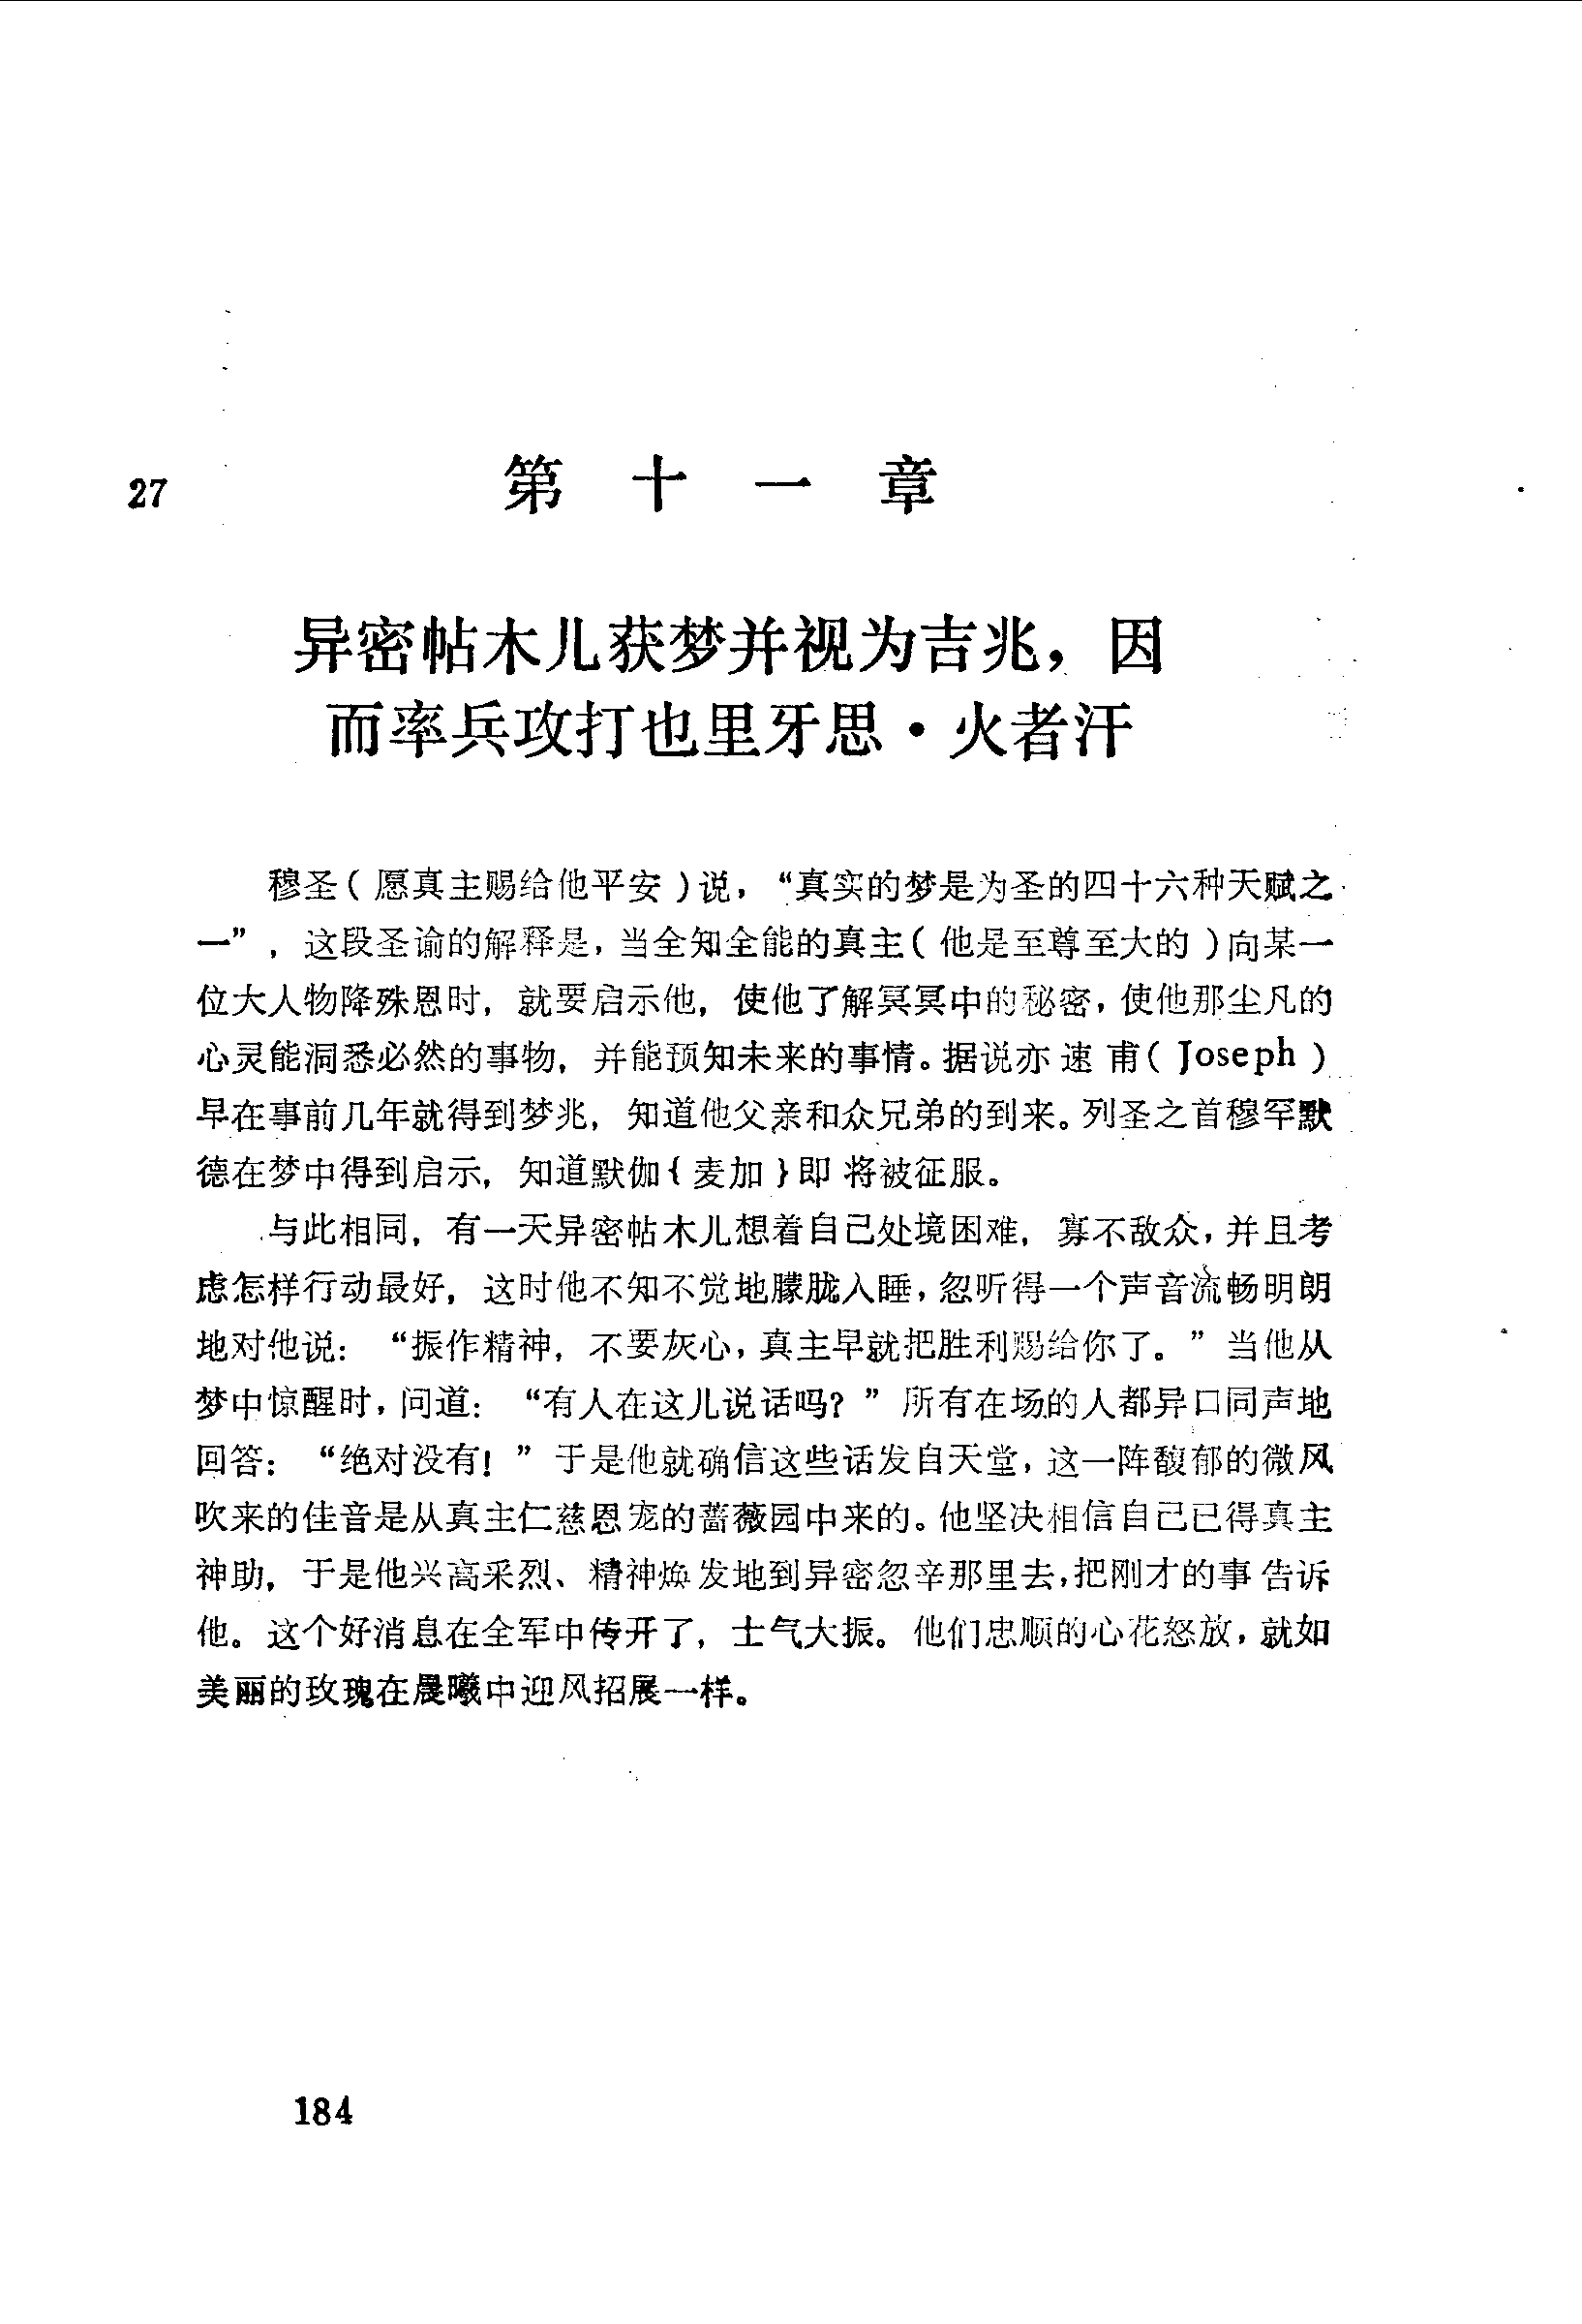 27
第十一章
异密帖木儿获梦并视为吉兆，因
而率兵攻打也里牙思·火者汗
穆圣（愿真主赐给他平安）说，“真实的梦是为圣的四十六种天赋之
一”，这段圣谕的解释是，当全知全能的真主（他是至尊至大的）向某一
位大人物降殊恩时，就要启示他，使他了解冥冥中的秘密，使他那尘凡的
心灵能洞悉必然的事物，并能预知未来的事情。据说亦速甫（Joseph）
早在事前几年就得到梦兆，知道他父亲和众兄弟的到来。列圣之首穆罕默
德在梦中得到启示，知道默伽{麦加}即将被征服。
与此相同，有一天异密帖木儿想着自己处境困难，寡不敌众，并且考
虑怎样行动最好，这时他不知不觉地朦胧入睡，忽听得一个声音流畅明朗
地对他说：“振作精神，不要灰心，真主早就把胜利赐给你了。”当他从
梦中惊醒时，问道：“有人在这儿说话吗？”所有在场的人都异口同声地
回答：“绝对没有！”于是他就确信这些话发自天堂，这一阵馥郁的微风
吹来的佳音是从真主仁慈恩宠的蔷薇园中来的。他坚决相信自己已得真主
神助，于是他兴高采烈、精神焕发地到异密忽辛那里去，把刚才的事告诉
他。这个好消息在全军中传开了，士气大振。他们忠顺的心花怒放，就如
美丽的玫瑰在晨曦中迎风招展一样。
184